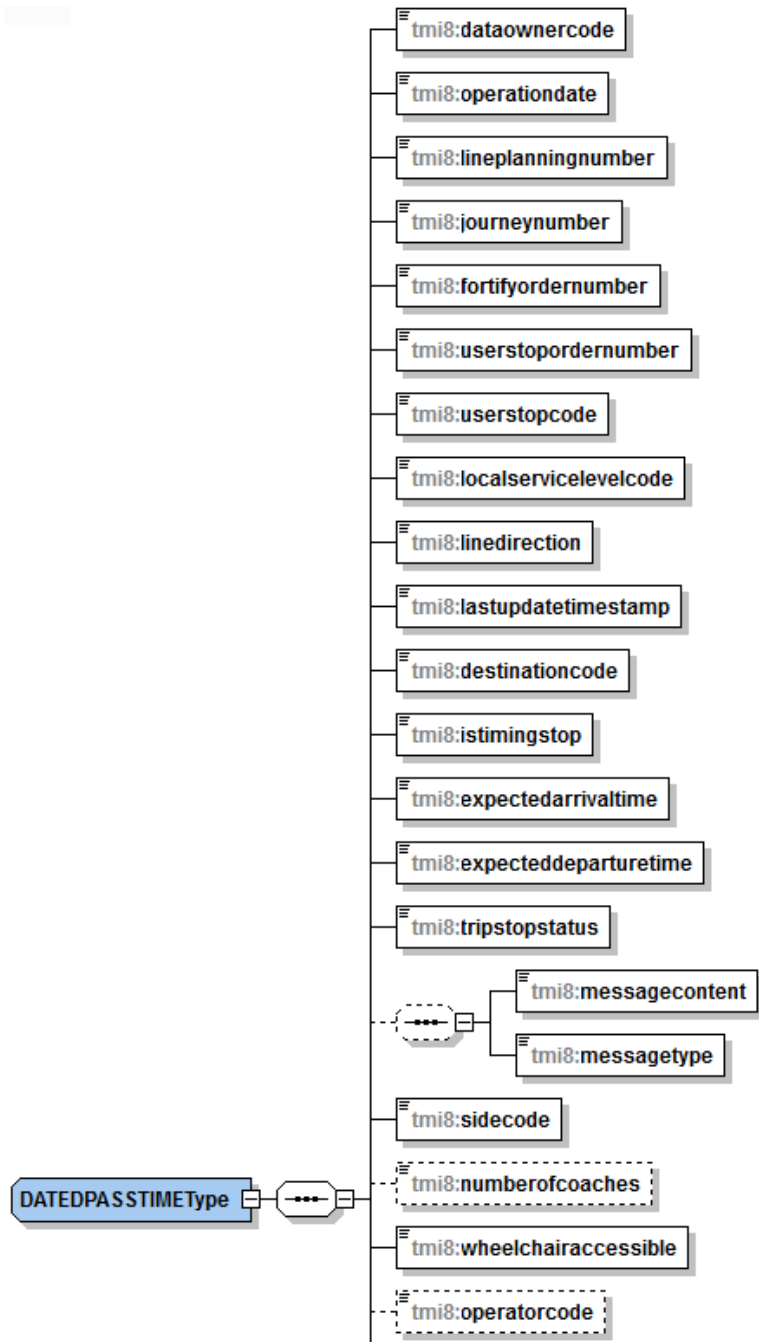 tmi8:dataownercode
tmi8:operationdate
tmi8:lineplanningnumber
tmi8:journeynumber
tmi8:fortifyordernumber
tmi8:userstopordernumber
tmi8:userstopcode
tmi8:localservicelevelcode
tmi8:linedirection
tmi8:lastupdatetimestamp
tmi8:destinationcode
tmi8:istimingstop
tmi8:expectedarrivaltime
tmi8:expecteddeparturetime
tmi8:tripstopstatus
tmi8:messagecontent
tmi8:messagetype
tmi8:sidecode
DATEDPASSTIMEType
tmi8:numberofcoaches
tmi8:wheelchairaccessible
tmi8:operatorcode